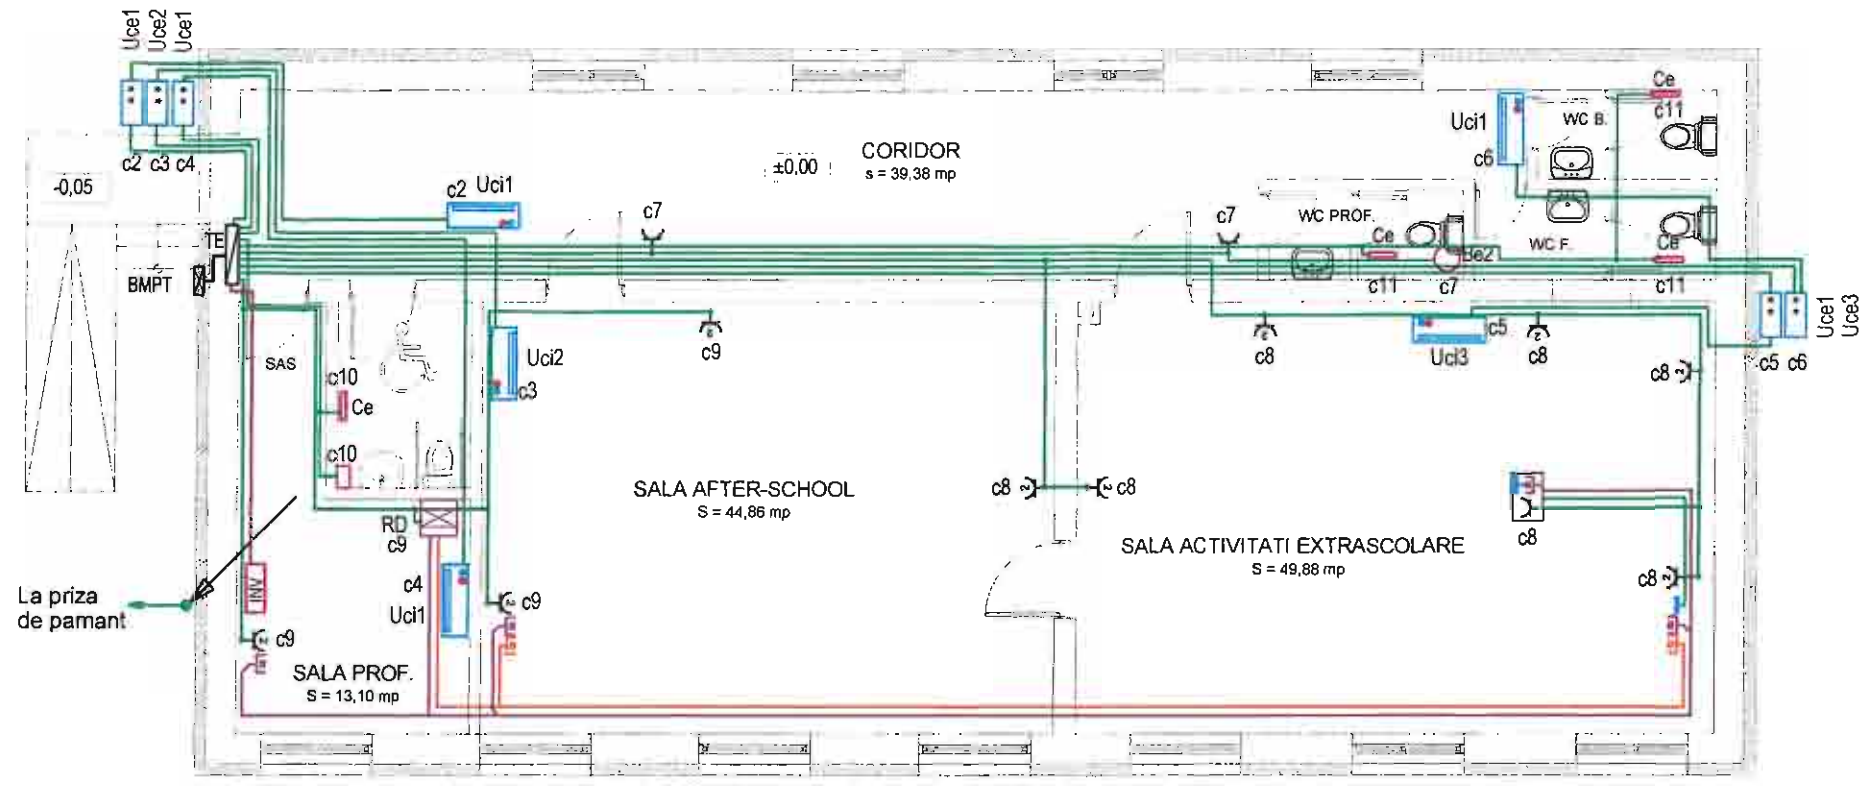 Uce1
Uce2
Uce1
c2 c3 c4
-0,05
TE
BMPT
c2 Uci1
±0,00
CORIDOR
s = 39,38 mp
c7
c7
Uci1
c6
WC B.
Ce
c11
WC PROF.
WC F.
Ce
c11
Be2
c7
Ce
c11
Uce1
Uce3
c5 c6
SAS
c10
Ce
c10
Uci2
c3
c9
c8
Uci3
c5
c8
c8
SALA AFTER-SCHOOL
S = 44,86 mp
c8
c8
RD
c9
c8
SALA ACTIVITATI EXTRASCOLARE
S = 49,88 mp
c8
La priza
de pamant
INV
c4
Uci1
c9
c9
SALA PROF.
S = 13,10 mp